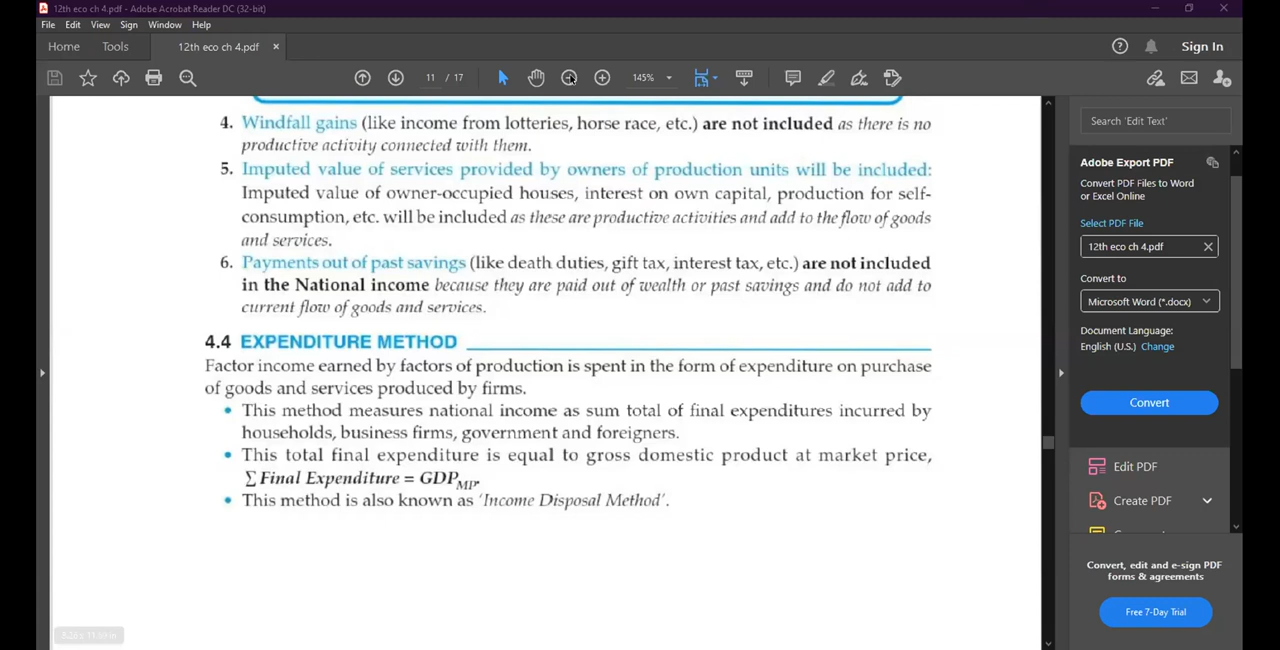 12th eco ch 4.pdf - Adobe Acrobat Reader DC (32-bit)
File Edit View Sign Window Help
Home Tools 12th eco ch 4.pdf × Sign In
11 / 17 145%
4. Windfall gains (like income from lotteries, horse race, etc.) are not included as there is no
productive activity connected with them.
5. Imputed value of services provided by owners of production units will be included:
Imputed value of owner-occupied houses, interest on own capital, production for self-
consumption, etc. will be included as these are productive activities and add to the flow of goods
and services.
6. Payments out of past savings (like death duties, gift tax, interest tax, etc.) are not included
in the National income because they are paid out of wealth or past savings and do not add to
current flow of goods and services.
4.4 EXPENDITURE METHOD
Factor income earned by factors of production is spent in the form of expenditure on purchase
of goods and services produced by firms.
• This method measures national income as sum total of final expenditures incurred by
households, business firms, government and foreigners.
• This total final expenditure is equal to gross domestic product at market price,
∑ Final Expenditure = GDPMP.
• This method is also known as 'Income Disposal Method'.
Search 'Edit Text'
Adobe Export PDF
Convert PDF Files to Word
or Excel Online
Select PDF File
12th eco ch 4.pdf
Convert to
Microsoft Word (*.docx)
Document Language:
English (U.S.) Change
Convert
Edit PDF
Create PDF
Convert, edit and e-sign PDF
forms & agreements
Free 7-Day Trial